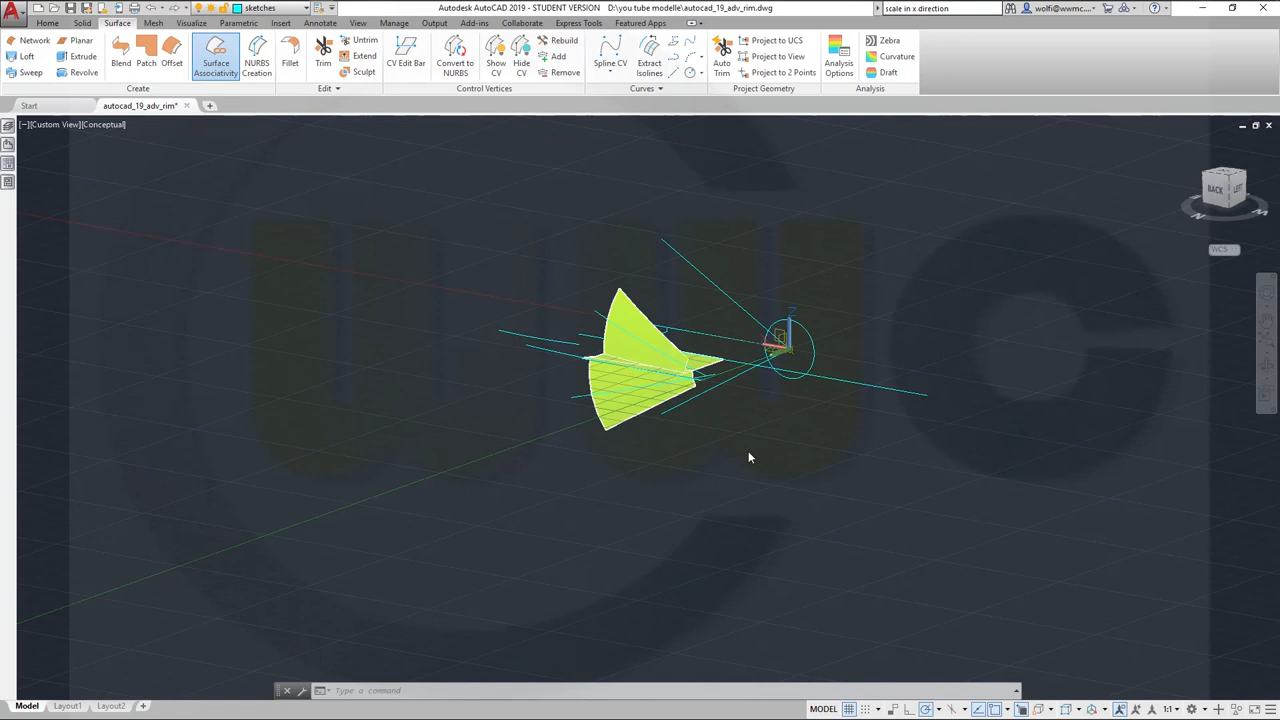 sketches
Autodesk AutoCAD 2019 - STUDENT VERSION D:\you tube modelle\autocad_19_adv_rim.dwg
scale in x direction
wolfi@wwmc...
Home Solid Surface Mesh Visualize Parametric Insert Annotate View Manage Output Add-ins Collaborate Express Tools Featured Apps
Network Planar
Loft Extrude
Sweep Revolve
Blend Patch Offset
Surface Associativity
NURBS Creation
Fillet
Trim
Untrim
Extend
Sculpt
CV Edit Bar
Convert to NURBS
Show CV
Hide CV
Rebuild
Add
Remove
Spline CV
Extract Isolines
Auto Trim
Project to UCS
Project to View
Project to 2 Points
Analysis Options
Zebra
Curvature
Draft
Create Edit Control Vertices Curves Project Geometry Analysis
Start autocad_19_adv_rim*
[−][Custom View][Conceptual]
BACK LEFT
WCS
Z
Type a command
Model Layout1 Layout2
MODEL 1:1